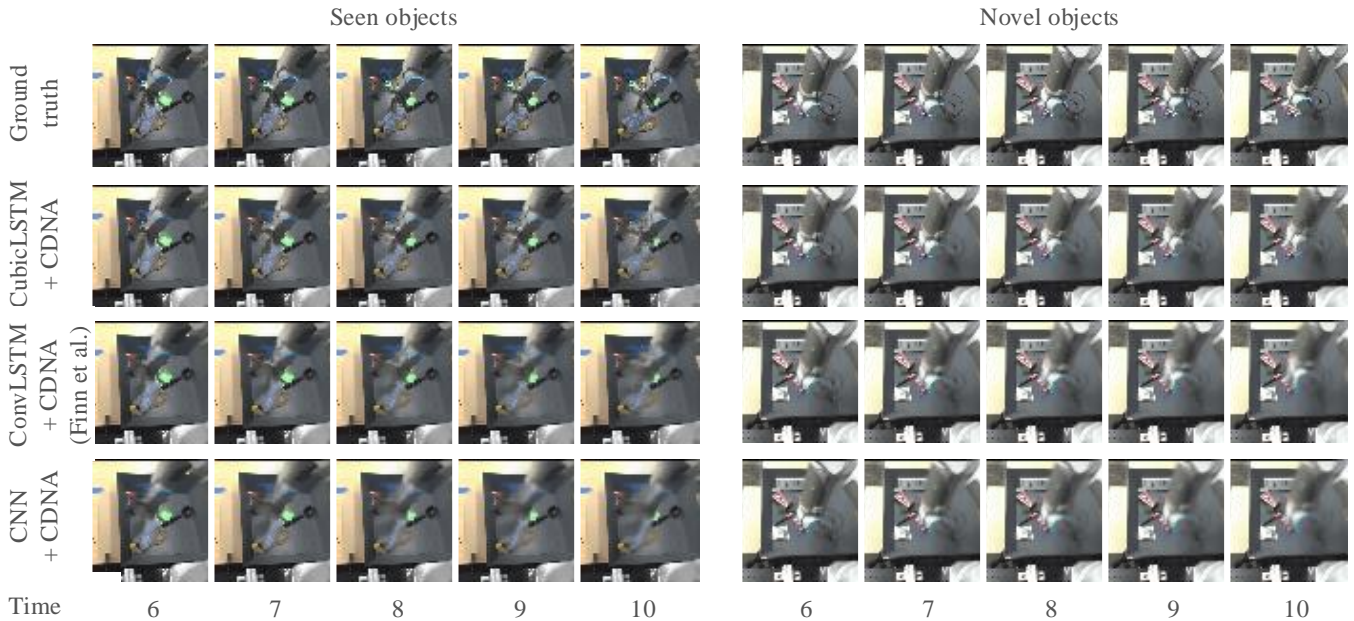 Seen objects
Novel objects
Ground
truth
CubicLSTM
+ CDNA
ConvLSTM
+ CDNA
(Finn et al.)
CNN
+ CDNA
Time 6 7 8 9 10 6 7 8 9 10